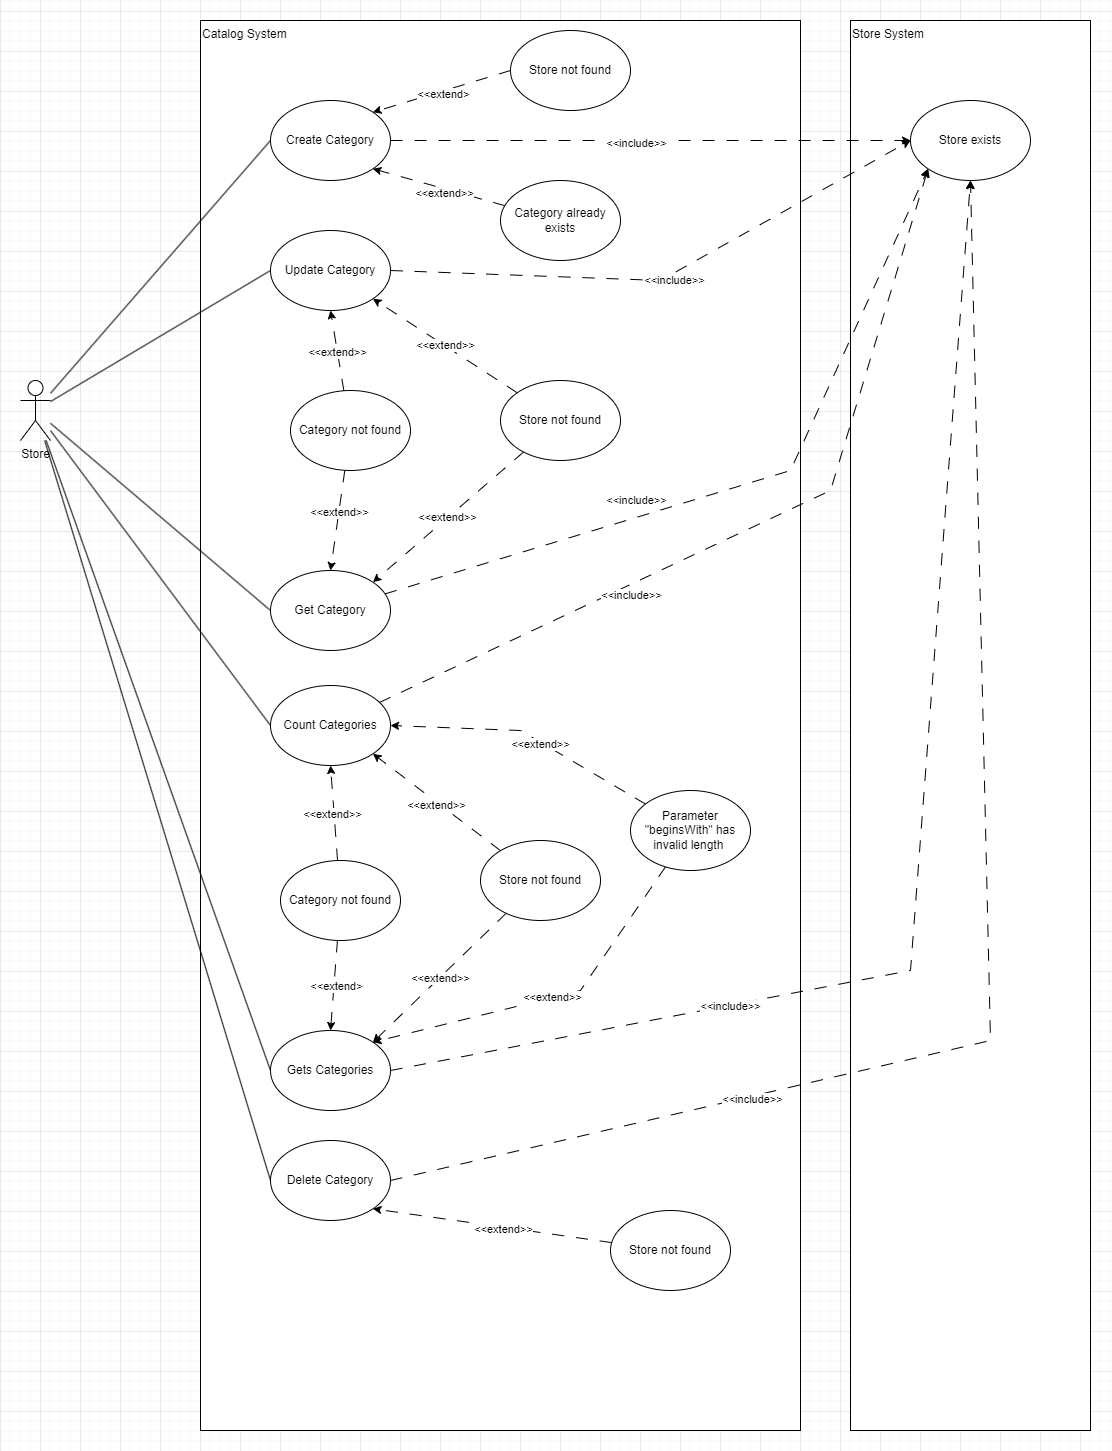 Catalog System
Store System
Store not found
<<extend>
Create Category
<<include>>
Store exists
<<extend>>
Category already
exists
Update Category
<<include>>
<<extend>>
<<extend>>
Store
Category not found
Store not found
<<include>>
<<extend>>
<<extend>>
Get Category
<<include>>
Count Categories
<<extend>>
<<extend>>
<<extend>>
Parameter
"beginsWith" has
invalid length
Store not found
Category not found
<<extend>>
<<extend>
<<extend>>
<<include>>
Gets Categories
<<include>>
Delete Category
<<extend>>
Store not found